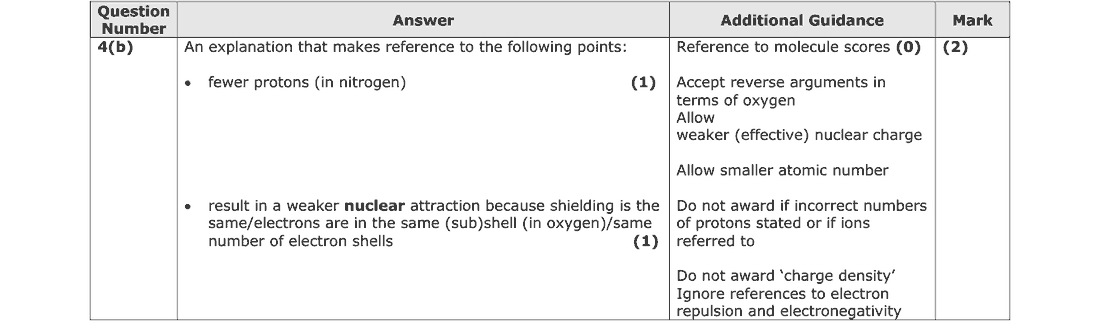 Question Number Answer Additional Guidance Mark
4(b) An explanation that makes reference to the following points: Reference to molecule scores (0) (2)
• fewer protons (in nitrogen) (1) Accept reverse arguments in
terms of oxygen
Allow
weaker (effective) nuclear charge
Allow smaller atomic number
• result in a weaker nuclear attraction because shielding is the Do not award if incorrect numbers
same/electrons are in the same (sub)shell (in oxygen)/same of protons stated or if ions
number of electron shells (1) referred to
Do not award ‘charge density’
Ignore references to electron
repulsion and electronegativity